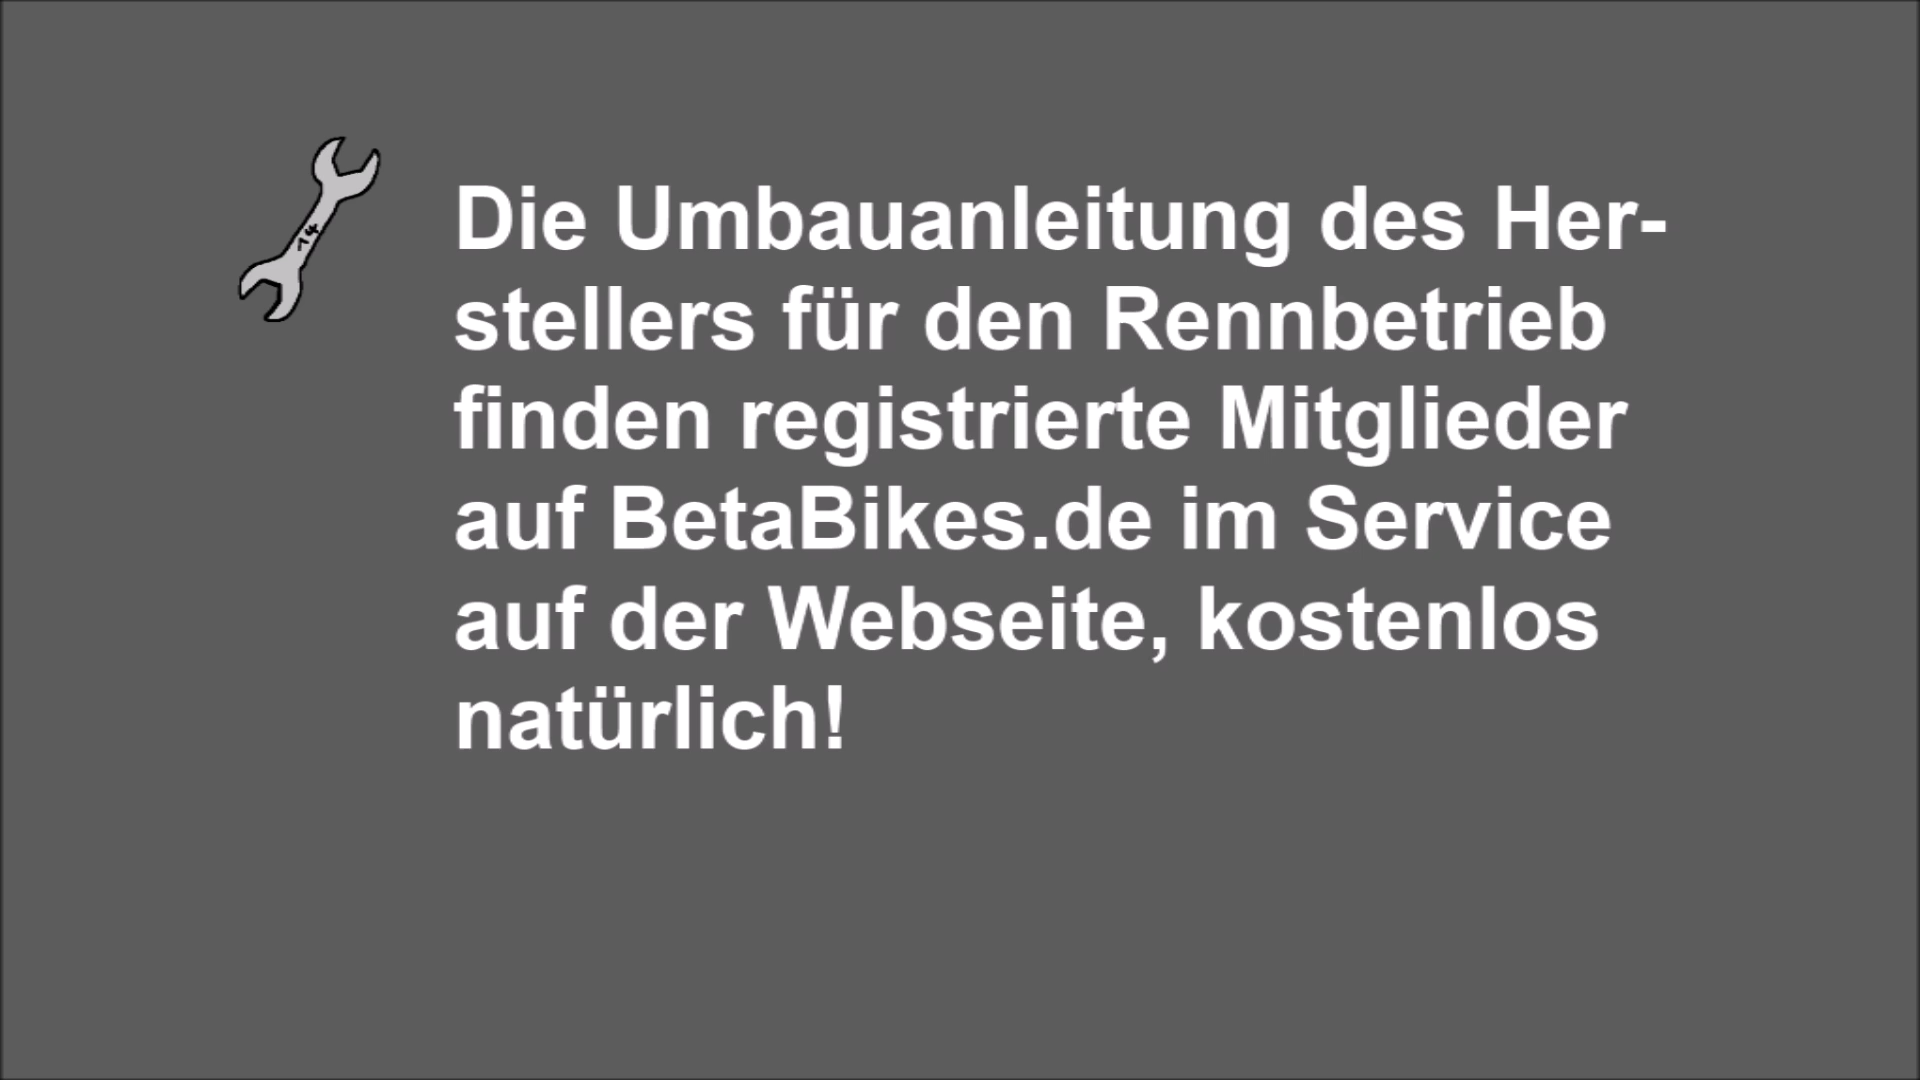 14
Die Umbauanleitung des Her-
stellers für den Rennbetrieb
finden registrierte Mitglieder
auf BetaBikes.de im Service
auf der Webseite, kostenlos
natürlich!